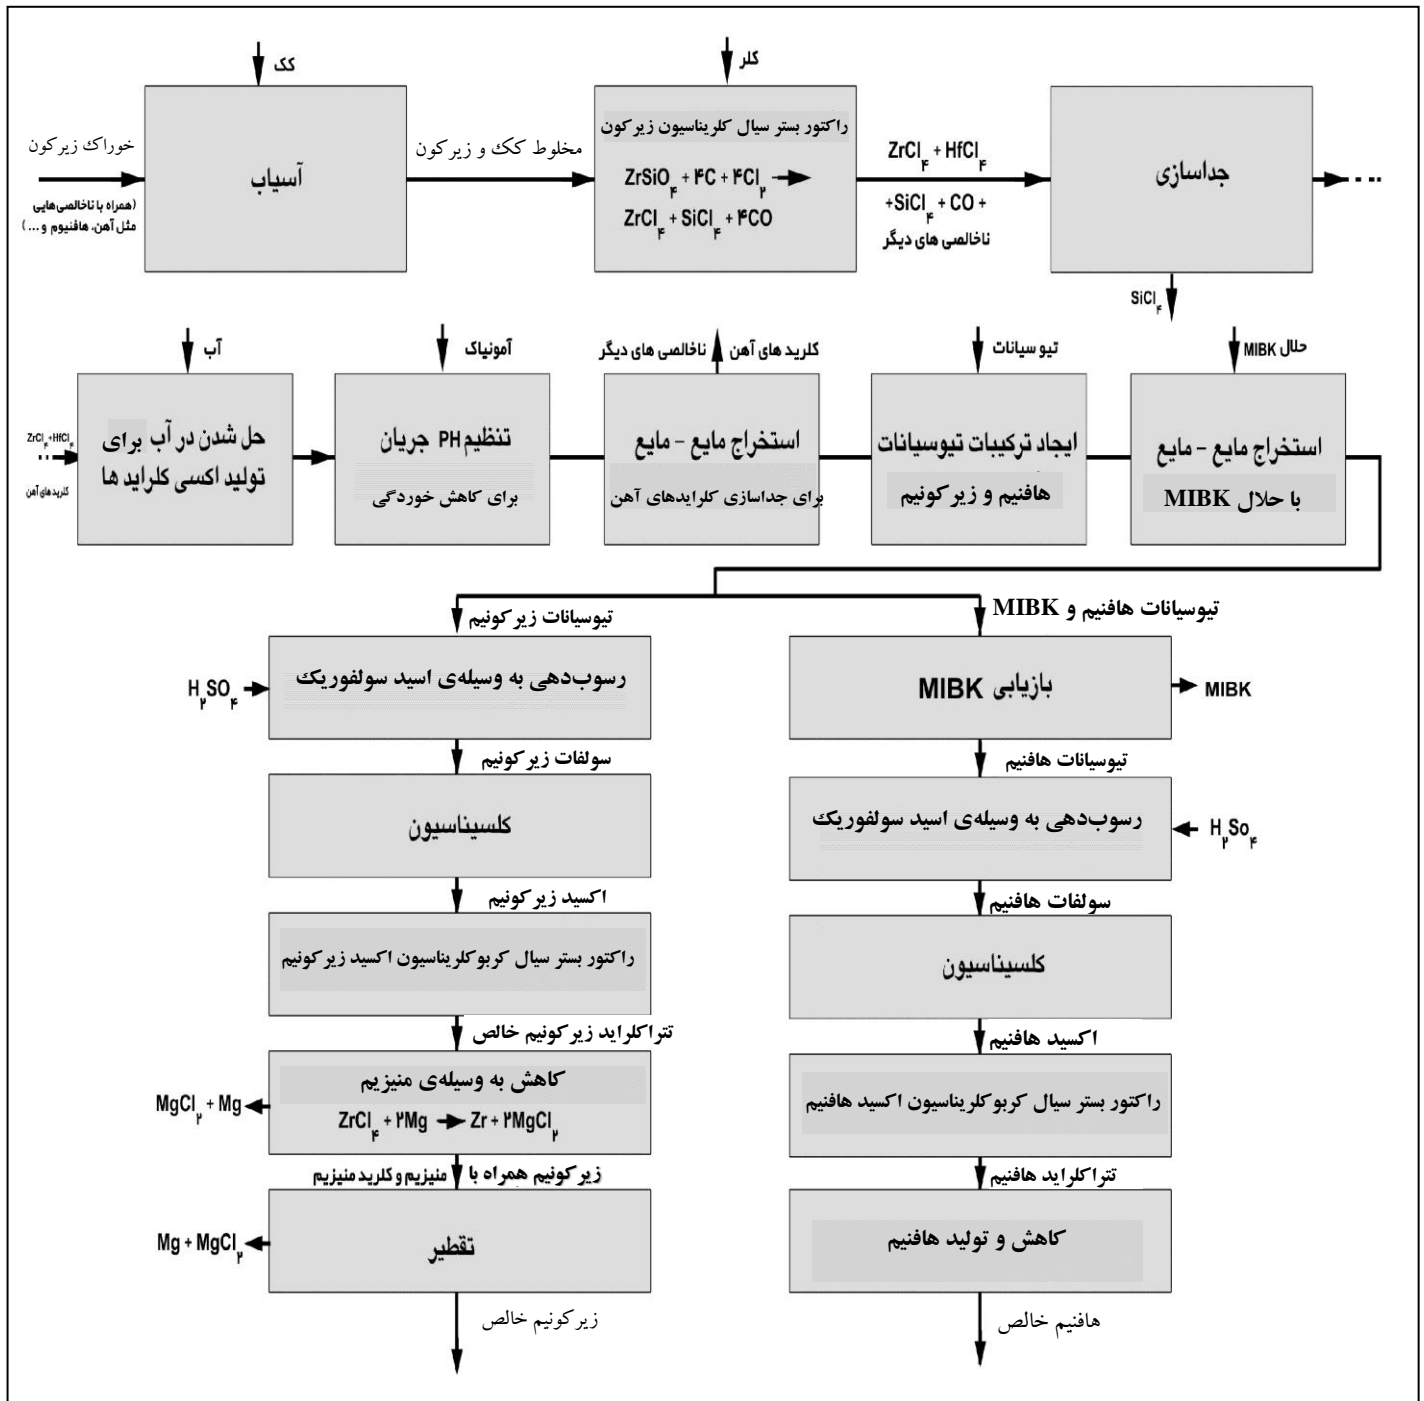 کک
خوراک زیرکون
(همراه با ناخالصی‌هایی
مثل آهن، هافنیوم و ... )
آسیاب
مخلوط کک و زیرکون
کلر
راکتور بستر سیال کلریناسیون زیرکون
ZrSiO۴ + ۴C + ۴Cl۲
ZrCl۴ + SiCl۴ + ۴CO
ZrCl۴ + HfCl۴
+SiCl۴ + CO +
ناخالصی های دیگر
جداسازی
SiCl۴
ZrCl۴+HfCl۴
کلرید های آهن
آب
حل شدن در آب برای
تولید اکسی کلراید ها
آمونیاک
تنظیم PH جریان
برای کاهش خوردگی
کلرید های آهن
ناخالصی های دیگر
استخراج مایع – مایع
برای جداسازی کلرایدهای آهن
تیوسیانات
ایجاد ترکیبات تیوسیانات
هافنیم و زیرکونیم
حلال MIBK
استخراج مایع – مایع
با حلال MIBK
تیوسیانات زیرکونیم
H۲SO۴
رسوب‌دهی به وسیله‌ی اسید سولفوریک
سولفات زیرکونیم
کلسیناسیون
اکسید زیرکونیم
راکتور بستر سیال کربوکلریناسیون اکسید زیرکونیم
تتراکلراید زیرکونیم خالص
کاهش به وسیله‌ی منیزیم
ZrCl۴ + ۲Mg Zr + ۲MgCl۲
MgCl۲ + Mg
زیرکونیم همراه با منیزیم و کلرید منیزیم
تقطیر
Mg + MgCl۲
زیرکونیم خالص
تیوسیانات هافنیم و MIBK
بازیابی MIBK
MIBK
تیوسیانات هافنیم
رسوب‌دهی به وسیله‌ی اسید سولفوریک
H۲So۴
سولفات هافنیم
کلسیناسیون
اکسید هافنیم
راکتور بستر سیال کربوکلریناسیون اکسید هافنیم
تتراکلراید هافنیم
کاهش و تولید هافنیم
هافنیم خالص